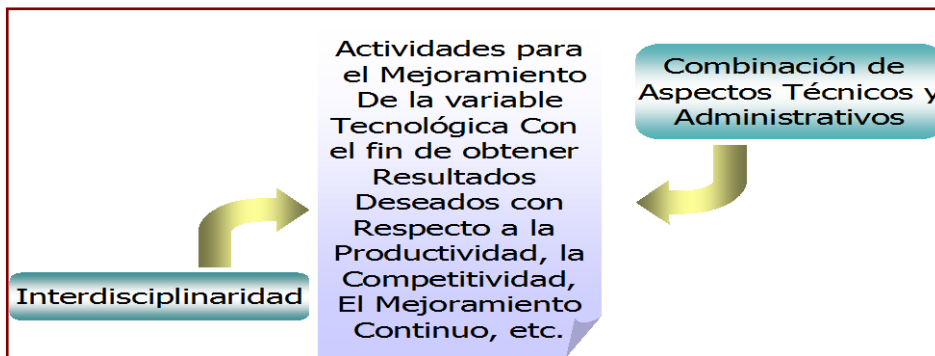 Actividades para
el Mejoramiento
De la variable
Tecnológica Con
el fin de obtener
Resultados
Deseados con
Respecto a la
Productividad, la
Competitividad,
El Mejoramiento
Continuo, etc.
Combinación de
Aspectos Técnicos y
Administrativos
Interdisciplinaridad